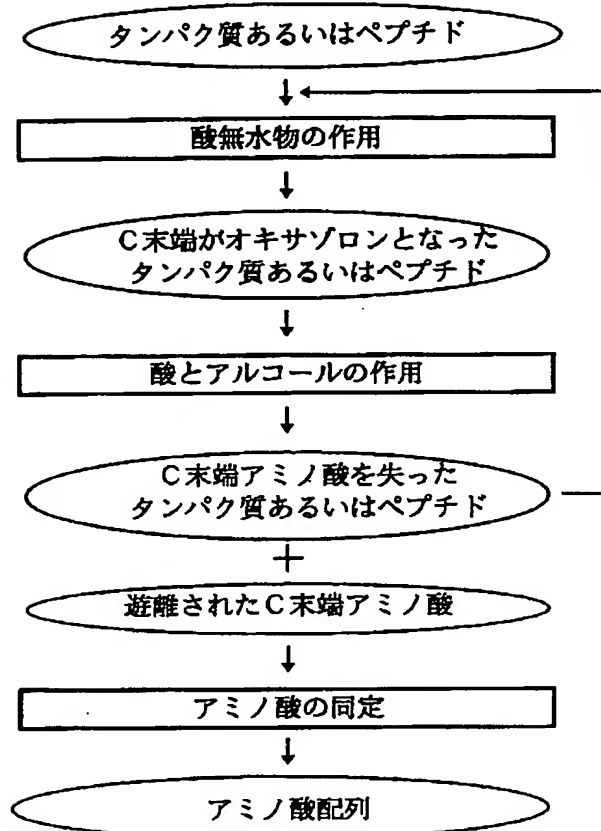 タンパク質あるいはペプチド
酸無水物の作用
C末端がオキサゾロンとなった
タンパク質あるいはペプチド
酸とアルコールの作用
C末端アミノ酸を失った
タンパク質あるいはペプチド
+
遊離されたC末端アミノ酸
アミノ酸の同定
アミノ酸配列